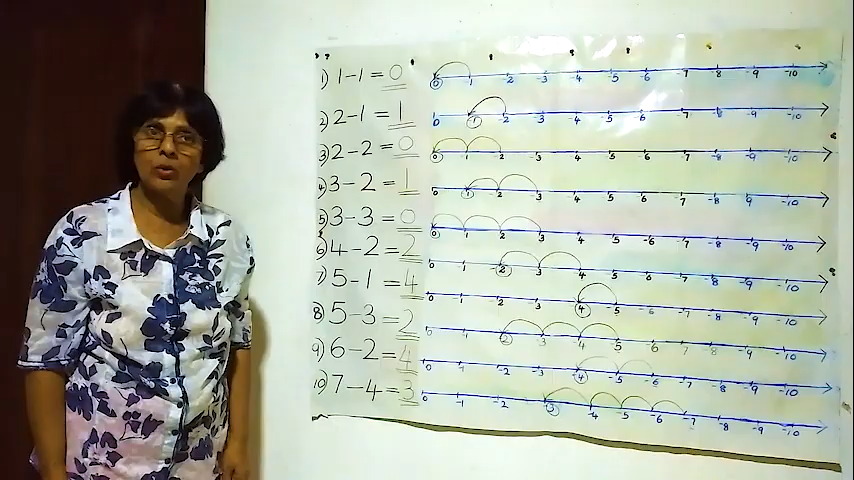 1) 1-1=0 0 1 2 3 4 5 6 7 8 9 10
2) 2-1=1 0 1 2 3 4 5 6 7 8 9 10
3) 2-2=0 0 1 2 3 4 5 6 7 8 9 10
4) 3-2=1 0 1 2 3 4 5 6 7 8 9 10
5) 3-3=0 0 1 2 3 4 5 6 7 8 9 10
6) 4-2=2 0 1 2 3 4 5 6 7 8 9 10
7) 5-1=4 0 1 2 3 4 5 6 7 8 9 10
8) 5-3=2 0 1 2 3 4 5 6 7 8 9 10
9) 6-2=4 0 1 2 3 4 5 6 7 8 9 10
10) 7-4=3 0 1 2 3 4 5 6 7 8 9 10